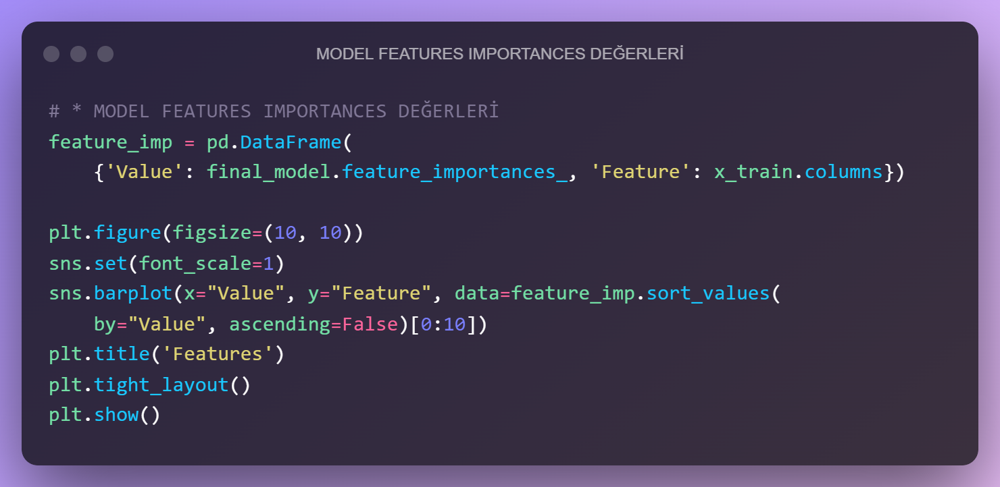 MODEL FEATURES IMPORTANCES DEĞERLERİ
# * MODEL FEATURES IMPORTANCES DEĞERLERİ
feature_imp = pd.DataFrame(
    {'Value': final_model.feature_importances_, 'Feature': x_train.columns})

plt.figure(figsize=(10, 10))
sns.set(font_scale=1)
sns.barplot(x="Value", y="Feature", data=feature_imp.sort_values(
    by="Value", ascending=False)[0:10])
plt.title('Features')
plt.tight_layout()
plt.show()